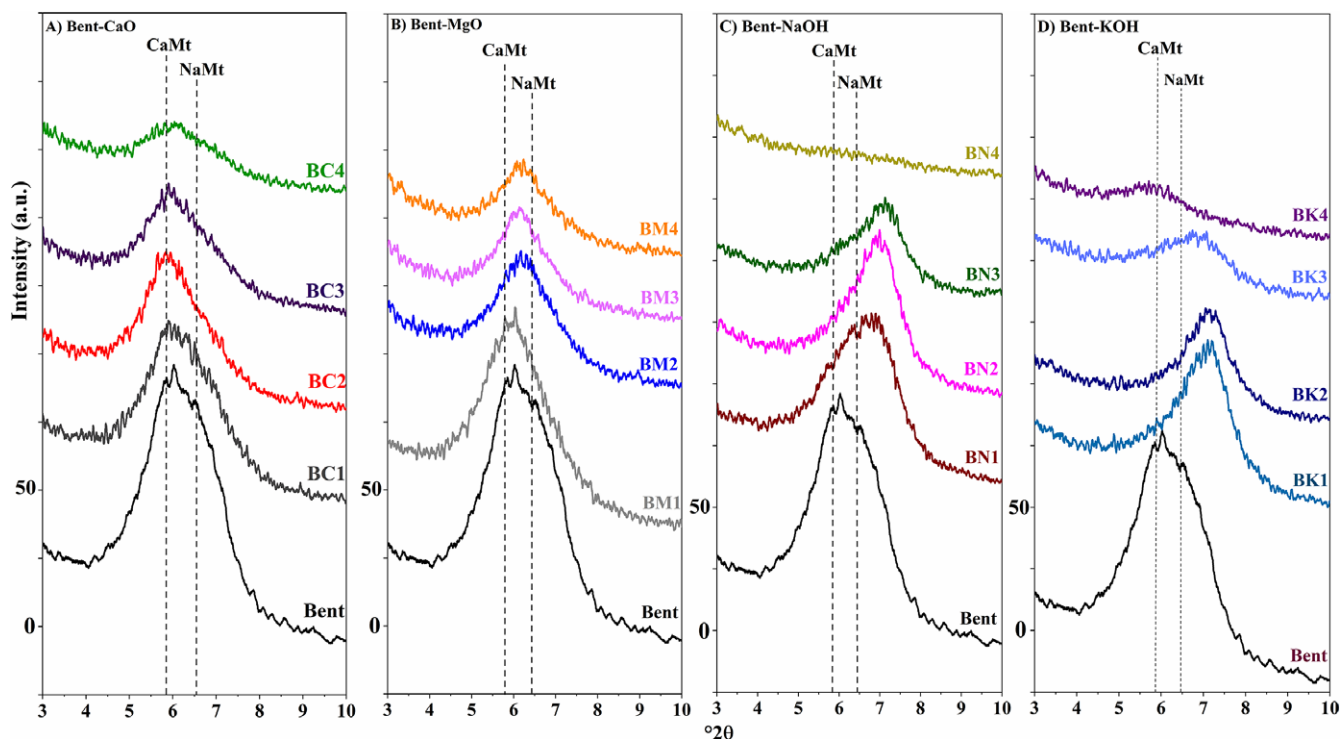 A) Bent-CaO
CaMt
NaMt
BC4
BC3
BC2
BC1
Bent
B) Bent-MgO
CaMt
NaMt
BM4
BM3
BM2
BM1
Bent
C) Bent-NaOH
CaMt
NaMt
BN4
BN3
BN2
BN1
Bent
D) Bent-KOH
CaMt
NaMt
BK4
BK3
BK2
BK1
Bent
Intensity (a.u.)
50
0
50
0
50
0
50
0
3 4 5 6 7 8 9 10
3 4 5 6 7 8 9 10
3 4 5 6 7 8 9 10
3 4 5 6 7 8 9 10
°2θ